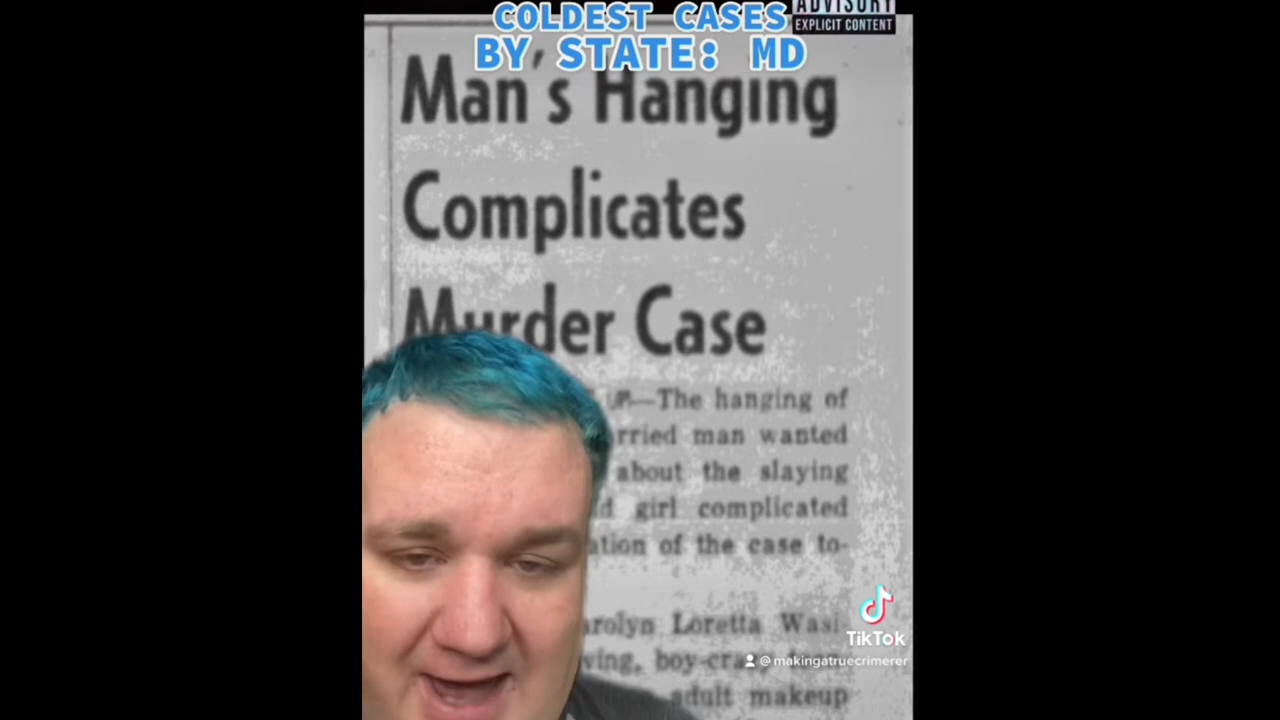 COLDEST CASES
BY STATE: MD
ADVISORY
EXPLICIT CONTENT
Man's Hanging
Complicates
Murder Case
—The hanging of
rried man wanted
about the slaying
d girl complicated
ation of the case to-
arolyn Loretta Wasi-
ving, boy-cra
adult makeup
TikTok
@makingatruecrimerer